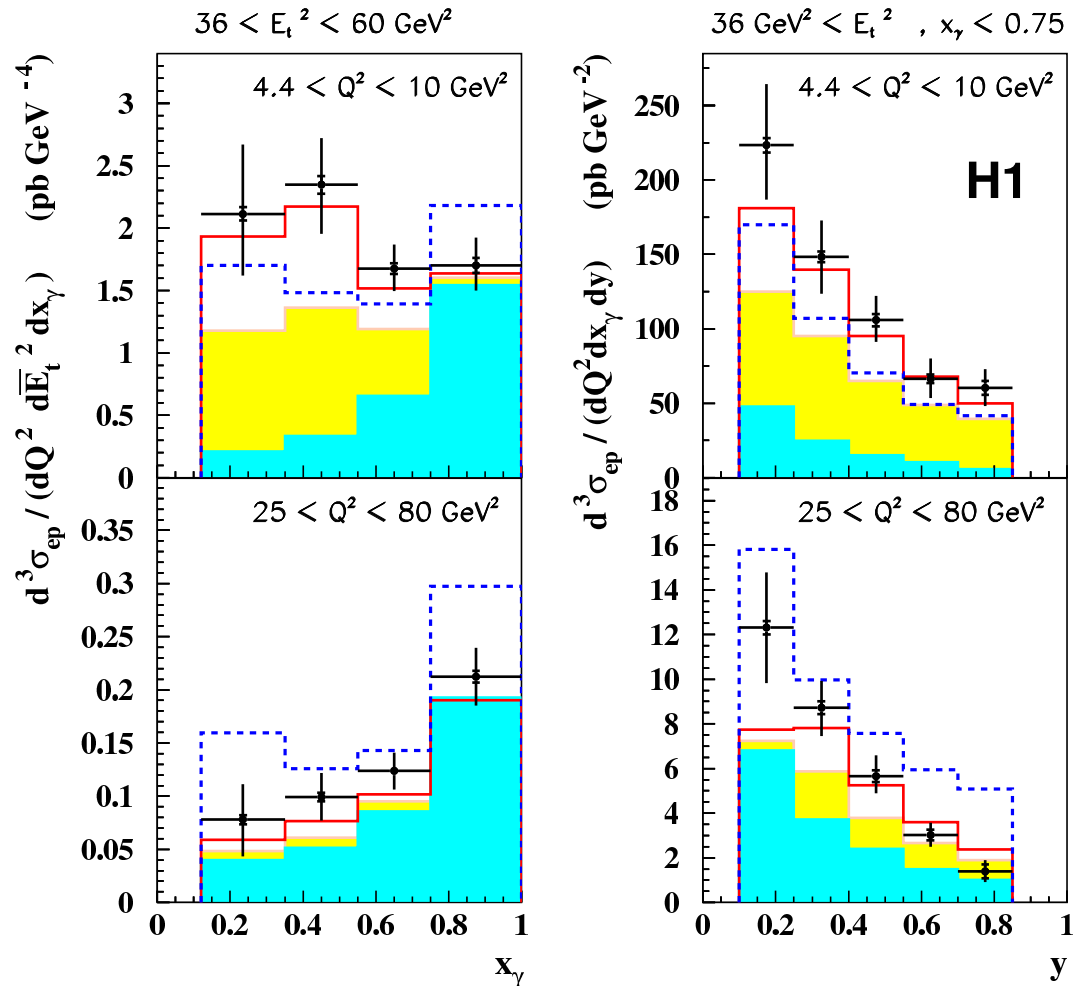 36 < E_t² < 60 GeV²
36 GeV² < E_t² , x_γ < 0.75
d³σ_ep / (dQ² dE̅_t² dx_γ) (pb GeV⁻⁴)
4.4 < Q² < 10 GeV²
3
2.5
2
1.5
1
0.5
0
25 < Q² < 80 GeV²
0.35
0.3
0.25
0.2
0.15
0.1
0.05
0
0 0.2 0.4 0.6 0.8 1
x_γ
d³σ_ep / (dQ² dx_γ dy) (pb GeV⁻²)
4.4 < Q² < 10 GeV²
H1
250
200
150
100
50
0
25 < Q² < 80 GeV²
18
16
14
12
10
8
6
4
2
0
0 0.2 0.4 0.6 0.8 1
y